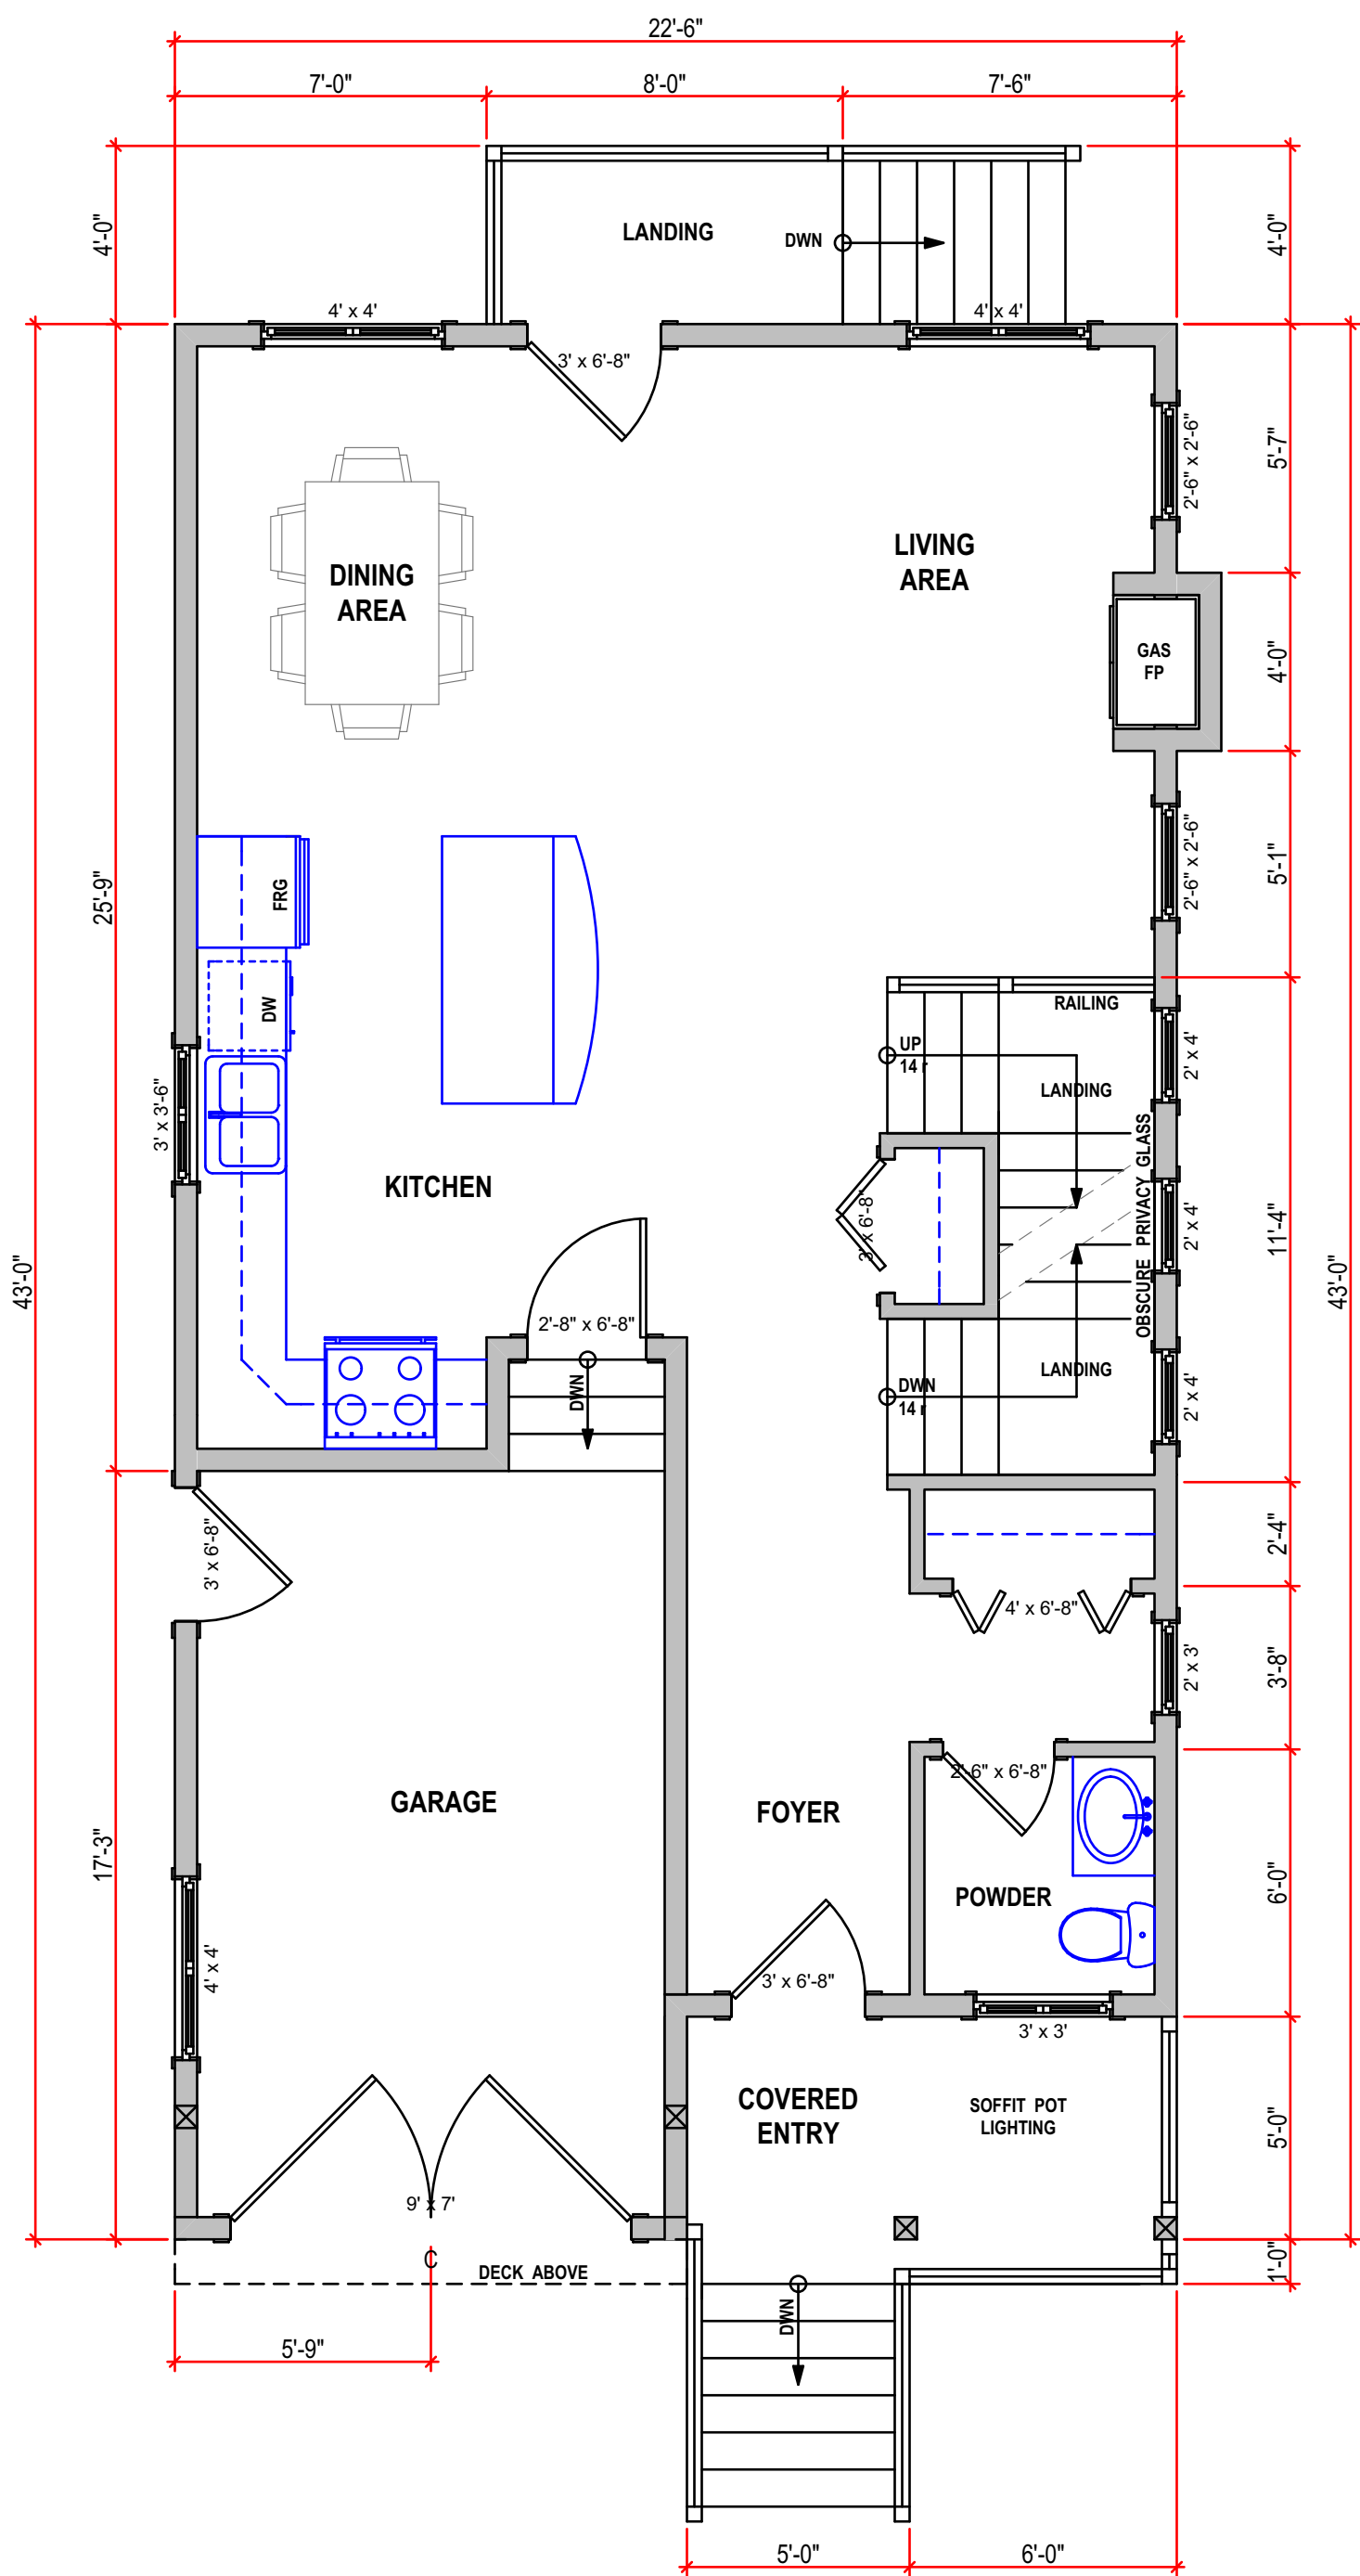 22'-6"
7'-0"
8'-0"
7'-6"
4'-0"
LANDING
DWN
4'-0"
4' x 4'
4' x 4'
3' x 6'-8"
2'-6" x 2'-6"
5'-7"
DINING
AREA
LIVING
AREA
GAS
FP
4'-0"
25'-9"
FRG
2'-6" x 2'-6"
5'-1"
DW
RAILING
UP
14 r
2' x 4'
LANDING
3' x 3'-6"
KITCHEN
3' x 6'-8"
OBSCURE PRIVACY GLASS
2' x 4'
11'-4"
43'-0"
43'-0"
2'-8" x 6'-8"
DWN
DWN
14 r
LANDING
2' x 4'
3' x 6'-8"
2'-4"
4' x 6'-8"
2' x 3'
3'-8"
2'-6" x 6'-8"
GARAGE
FOYER
17'-3"
POWDER
6'-0"
4' x 4'
3' x 6'-8"
3' x 3'
COVERED
ENTRY
SOFFIT POT
LIGHTING
5'-0"
9' x 7'
C
DECK ABOVE
1'-0"
DWN
5'-9"
5'-0"
6'-0"